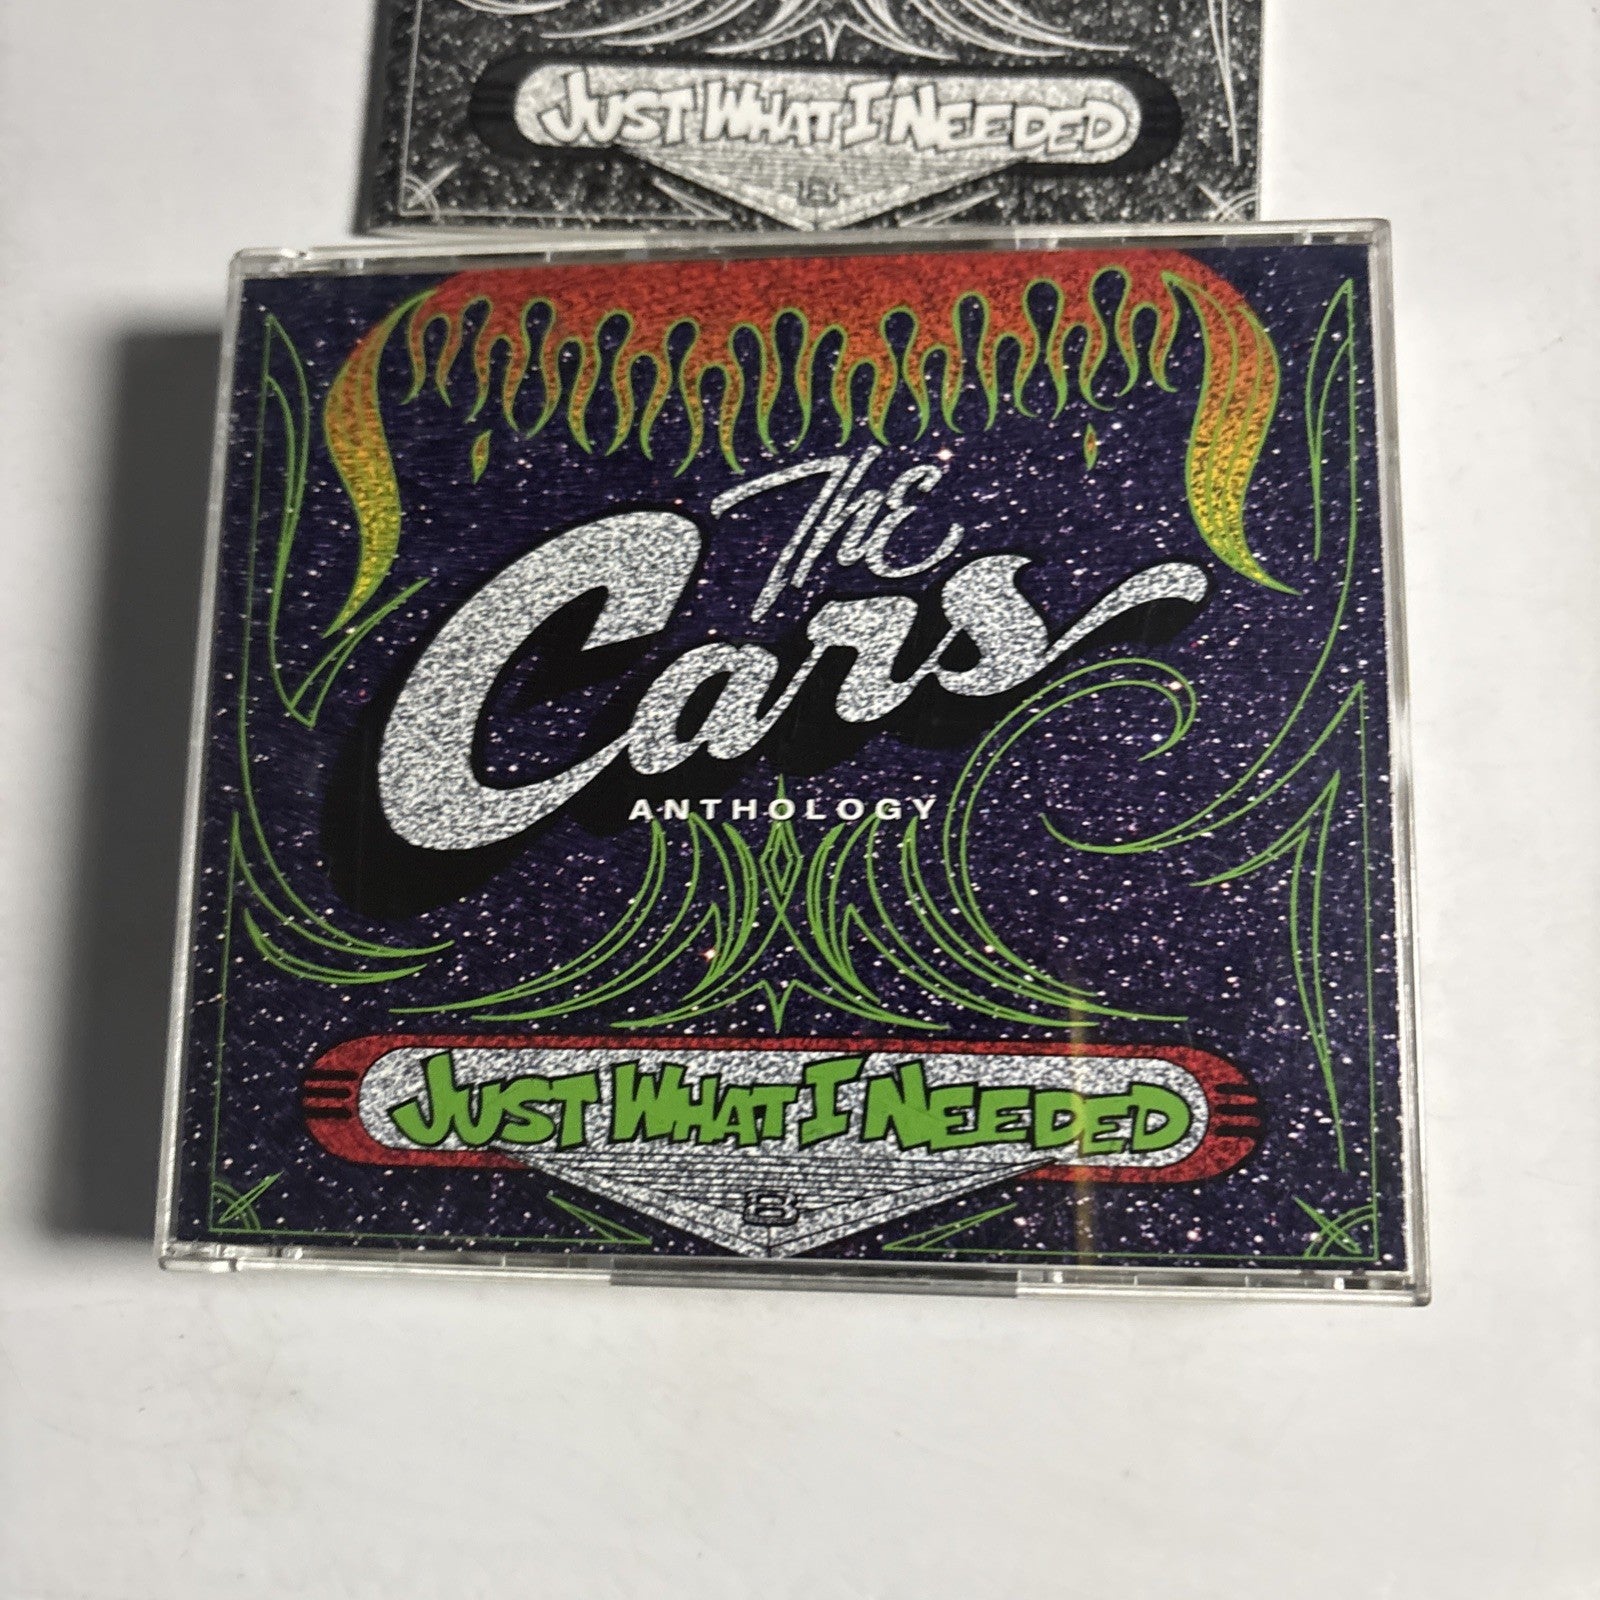 JUST WHAT I NEEDED
THE
Cars
ANTHOLOGY
JUST WHAT I NEEDED